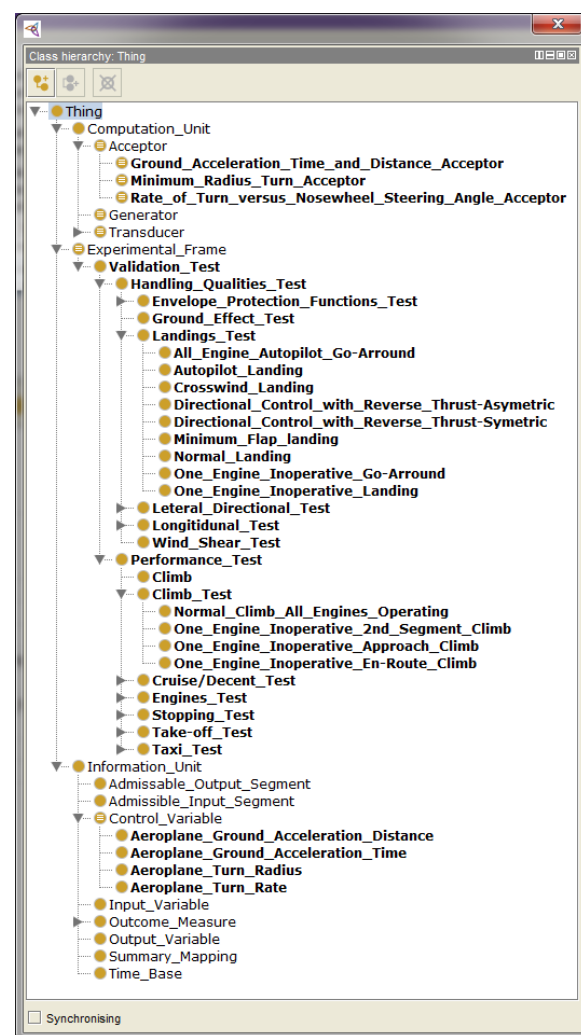 Class hierarchy: Thing
Thing
Computation_Unit
Acceptor
Ground_Acceleration_Time_and_Distance_Acceptor
Minimum_Radius_Turn_Acceptor
Rate_of_Turn_versus_Nosewheel_Steering_Angle_Acceptor
Generator
Transducer
Experimental_Frame
Validation_Test
Handling_Qualities_Test
Envelope_Protection_Functions_Test
Ground_Effect_Test
Landings_Test
All_Engine_Autopilot_Go-Arround
Autopilot_Landing
Crosswind_Landing
Directional_Control_with_Reverse_Thrust-Asymetric
Directional_Control_with_Reverse_Thrust-Symetric
Minimum_Flap_landing
Normal_Landing
One_Engine_Inoperative_Go-Arround
One_Engine_Inoperative_Landing
Leteral_Directional_Test
Longitidunal_Test
Wind_Shear_Test
Performance_Test
Climb
Climb_Test
Normal_Climb_All_Engines_Operating
One_Engine_Inoperative_2nd_Segment_Climb
One_Engine_Inoperative_Approach_Climb
One_Engine_Inoperative_En-Route_Climb
Cruise/Decent_Test
Engines_Test
Stopping_Test
Take-off_Test
Taxi_Test
Information_Unit
Admissable_Output_Segment
Admissible_Input_Segment
Control_Variable
Aeroplane_Ground_Acceleration_Distance
Aeroplane_Ground_Acceleration_Time
Aeroplane_Turn_Radius
Aeroplane_Turn_Rate
Input_Variable
Outcome_Measure
Output_Variable
Summary_Mapping
Time_Base
Synchronising